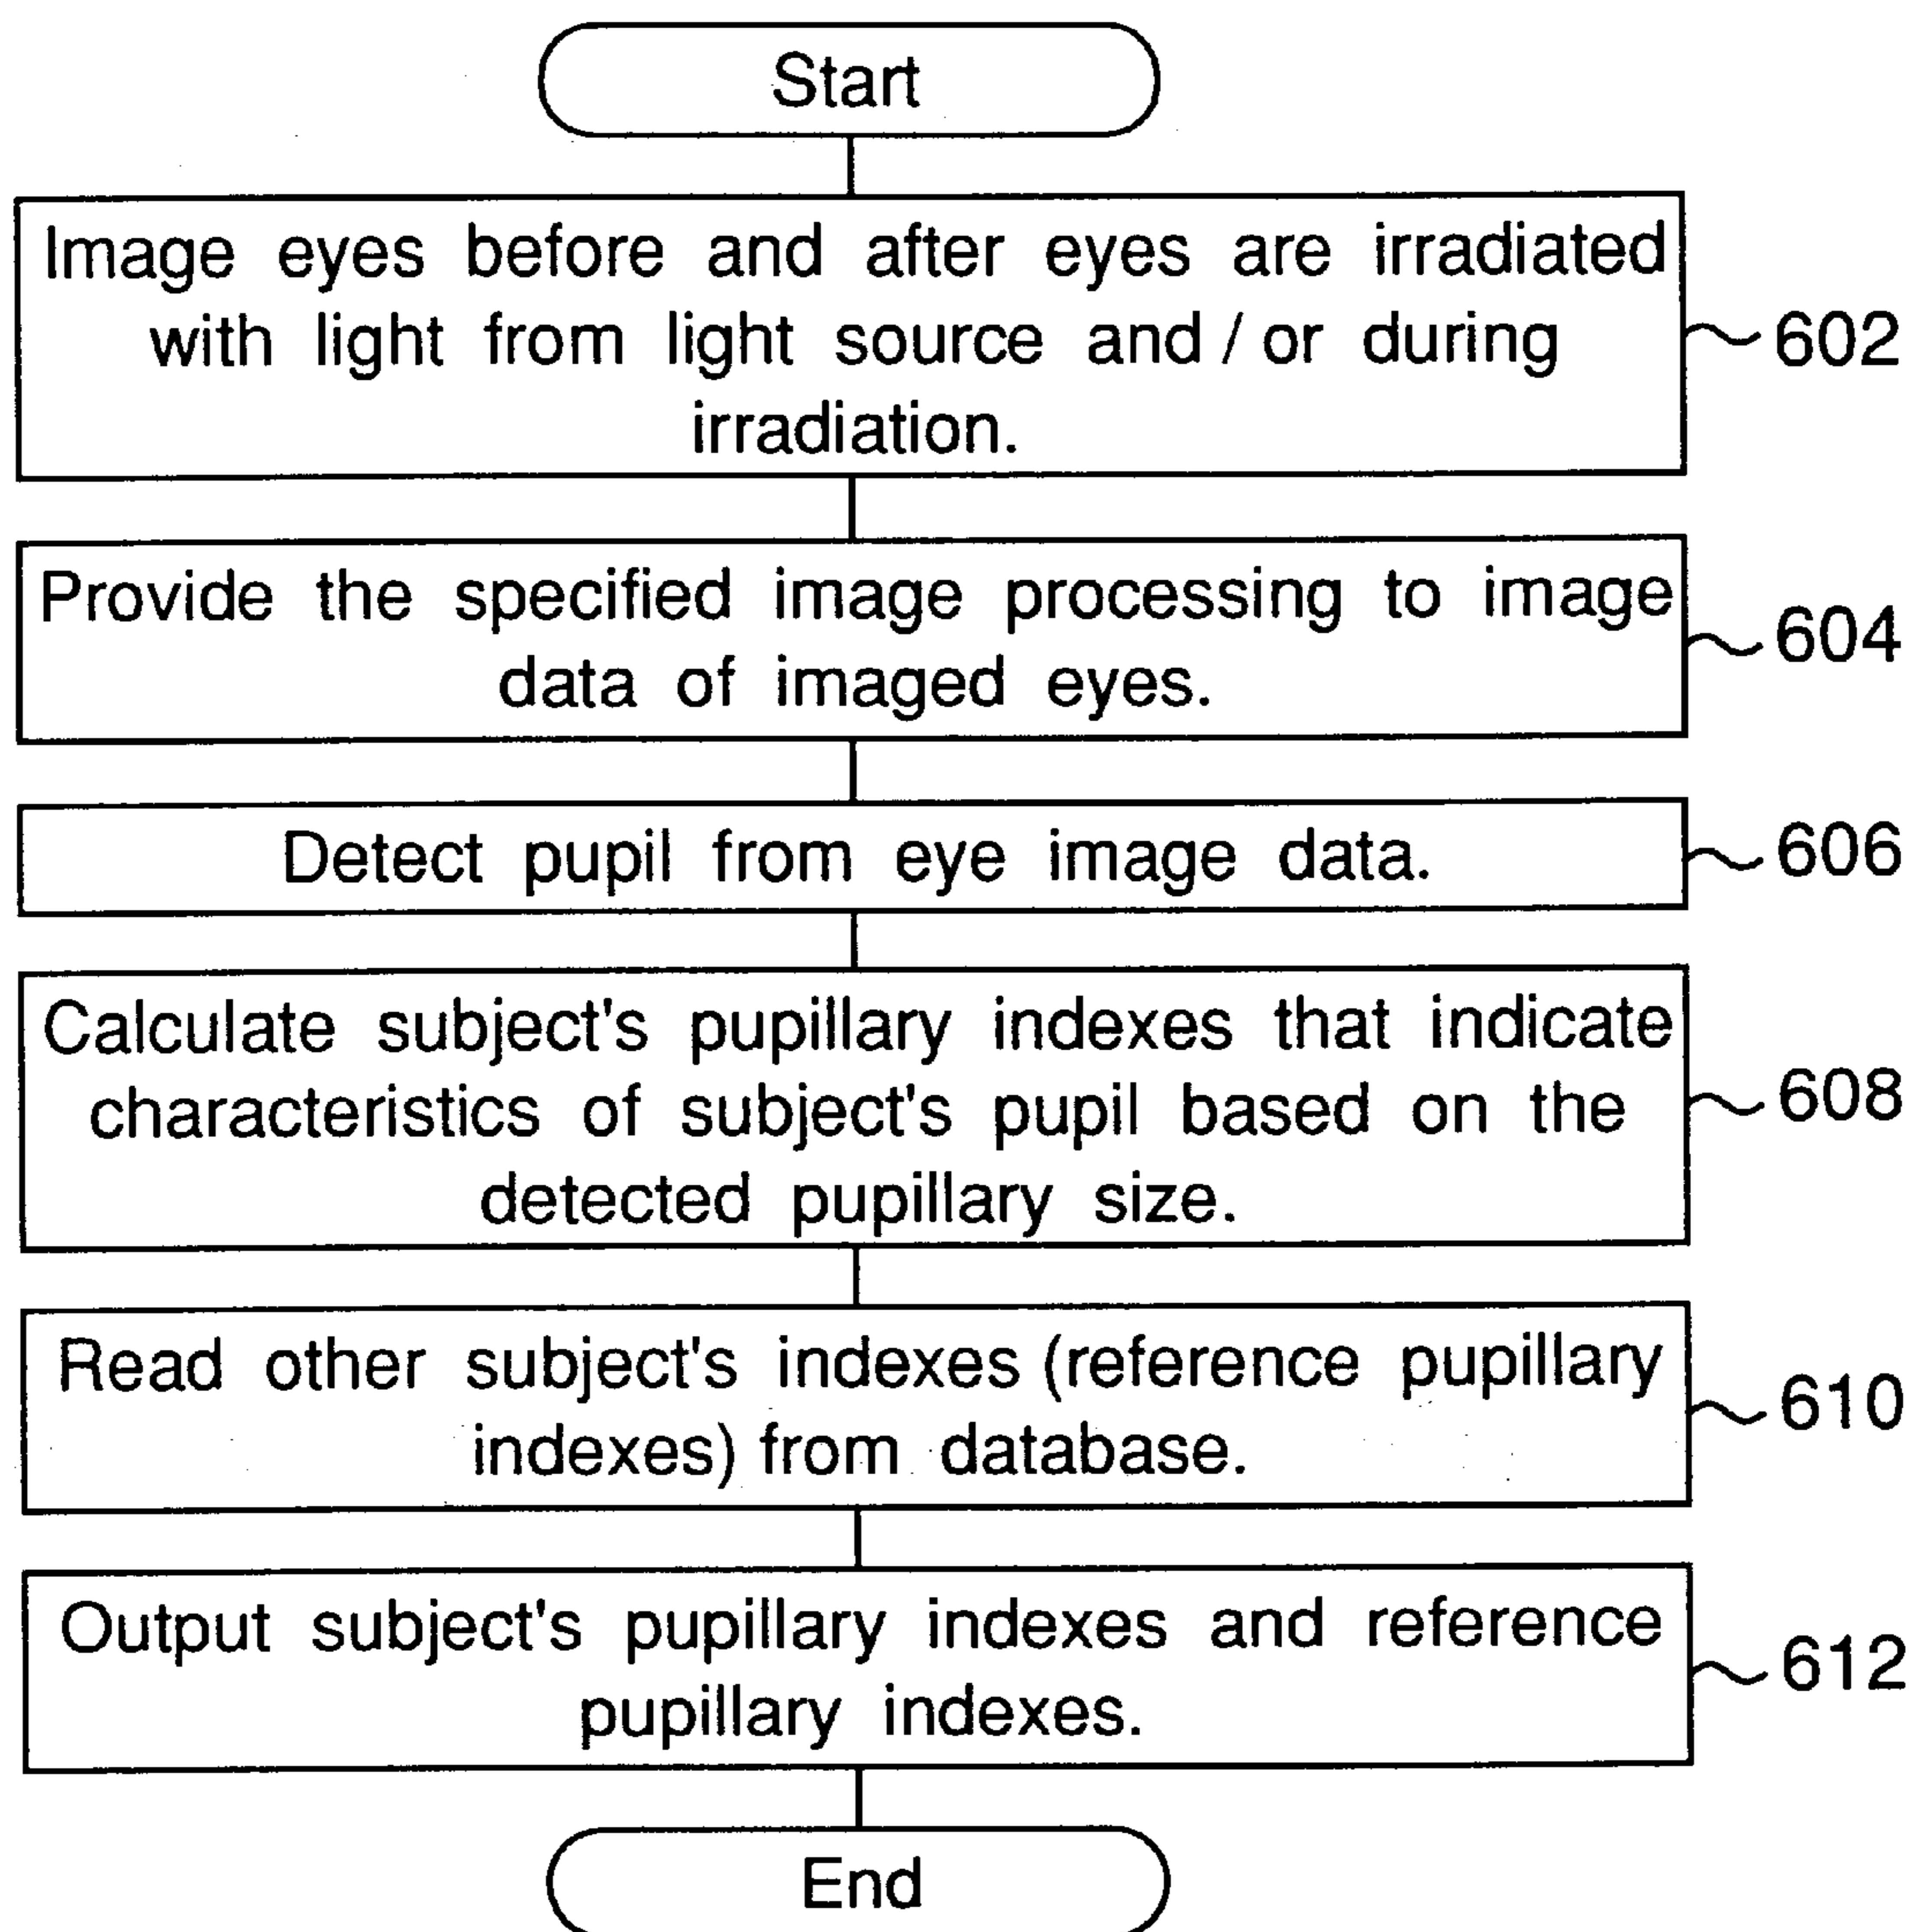 Start
Image eyes before and after eyes are irradiated
with light from light source and / or during
irradiation.
602
Provide the specified image processing to image
data of imaged eyes.
604
Detect pupil from eye image data.
606
Calculate subject's pupillary indexes that indicate
characteristics of subject's pupil based on the
detected pupillary size.
608
Read other subject's indexes (reference pupillary
indexes) from database.
610
Output subject's pupillary indexes and reference
pupillary indexes.
612
End